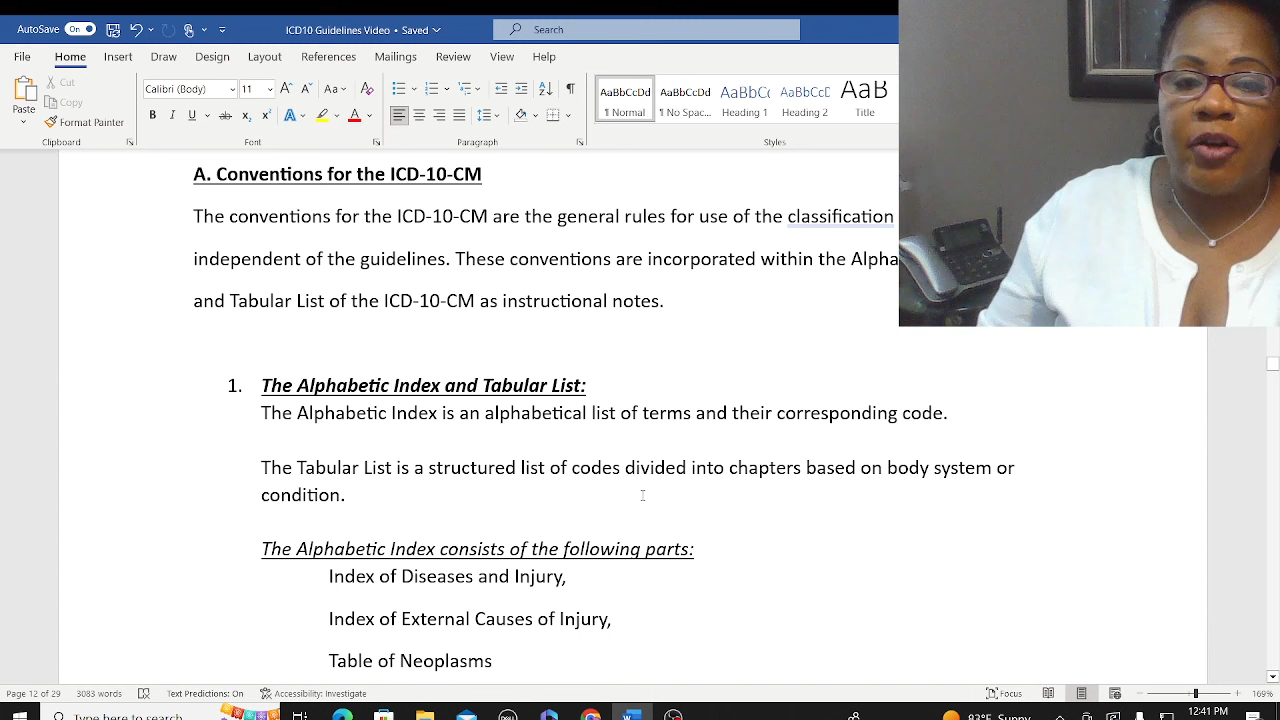 AutoSave On ICD10 Guidelines Video • Saved Search
File Home Insert Draw Design Layout References Mailings Review View Help
Paste Cut Copy Format Painter Calibri (Body) 11 AaBbCcDd AaBbCcDd AaBbCc AaBbCcD AaB
¶ Normal ¶ No Spac... Heading 1 Heading 2 Title
Clipboard Font Paragraph Styles
A. Conventions for the ICD-10-CM
The conventions for the ICD-10-CM are the general rules for use of the classification
independent of the guidelines. These conventions are incorporated within the Alpha
and Tabular List of the ICD-10-CM as instructional notes.
1. The Alphabetic Index and Tabular List:
The Alphabetic Index is an alphabetical list of terms and their corresponding code.
The Tabular List is a structured list of codes divided into chapters based on body system or
condition.
The Alphabetic Index consists of the following parts:
Index of Diseases and Injury,
Index of External Causes of Injury,
Table of Neoplasms
Page 12 of 29 3083 words Text Predictions: On Accessibility: Investigate Focus 169%
Type here to search 83°F Sunny 12:41 PM